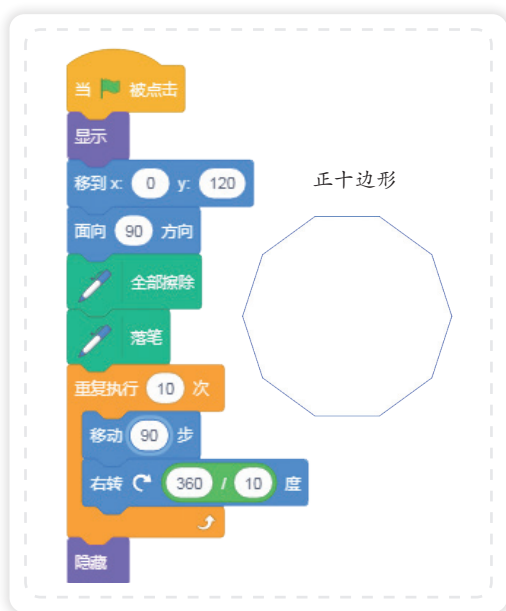 当 被点击
显示
移到 x: 0 y: 120
面向 90 方向
全部擦除
落笔
重复执行 10 次
移动 90 步
右转 360 / 10 度
隐藏
正十边形